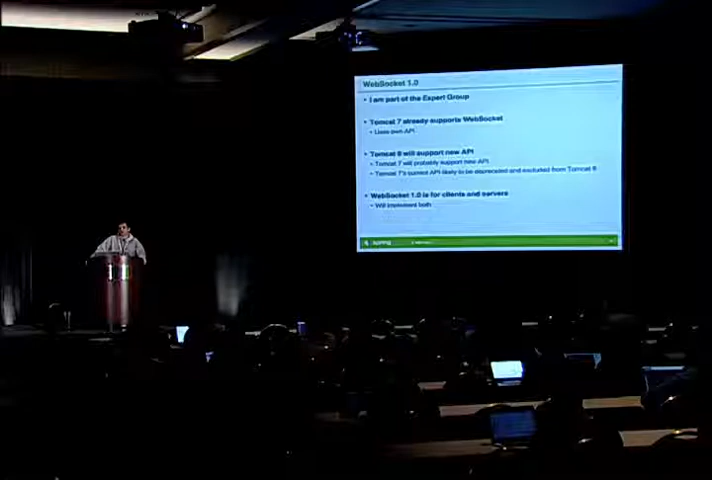 WebSocket 1.0
• I am part of the Expert Group
• Tomcat 7 already supports WebSocket
• Uses own API
• Tomcat 8 will support new API
• Tomcat 7 will probably support new API
• Tomcat 7's current API likely to be deprecated and excluded from Tomcat 8
• WebSocket 1.0 is for clients and servers
• Will implement both
spring